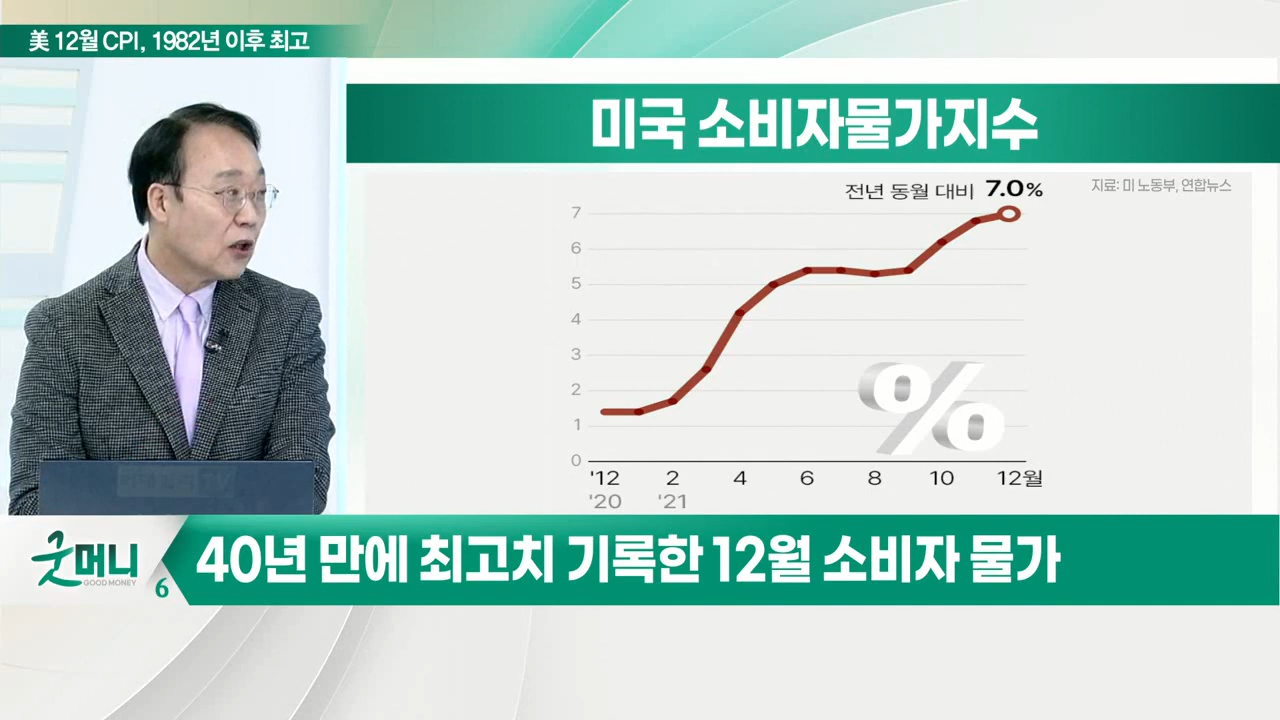 美 12월 CPI, 1982년 이후 최고
미국 소비자물가지수
전년 동월 대비 7.0%
지료: 미 노동부, 연합뉴스
7
6
5
4
3
2
1
0
%
'12 2 4 6 8 10 12월
'20 '21
굿머니
GOOD MONEY
6
40년 만에 최고치 기록한 12월 소비자 물가